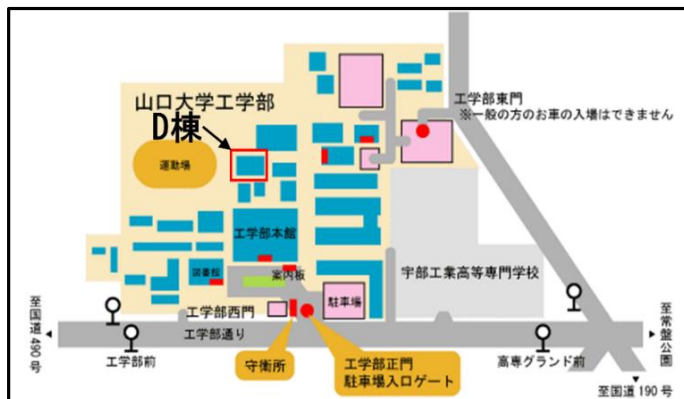 山口大学工学部
D棟
運動場
工学部東門
※一般の方のお車の入場はできません
工学部本館
図書館
案内板
宇部工業高等専門学校
駐車場
工学部西門
工学部通り
至国道
490号
至常盤公園
工学部前
守衛所
工学部正門
駐車場入口ゲート
高専グランド前
至国道190号